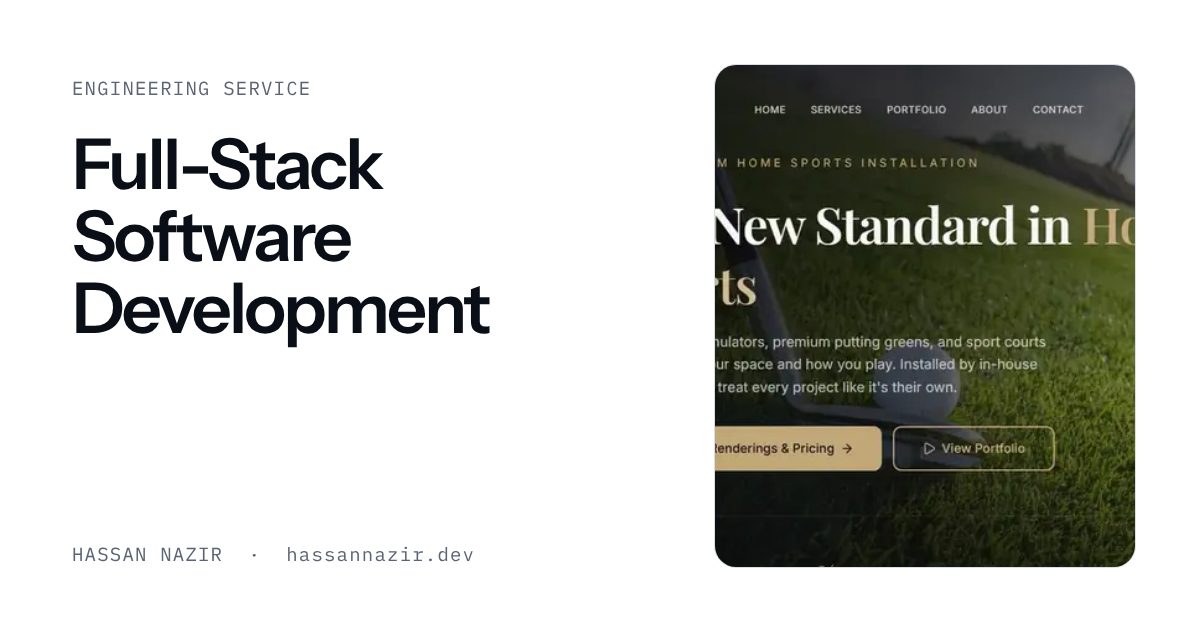 ENGINEERING SERVICE
Full-Stack
Software
Development
HASSAN NAZIR · hassannazir.dev
HOME SERVICES PORTFOLIO ABOUT CONTACT
M HOME SPORTS INSTALLATION
New Standard in Ho
rts
nulators, premium putting greens, and sport courts
ur space and how you play. Installed by in-house
treat every project like it's their own.
Renderings & Pricing → View Portfolio